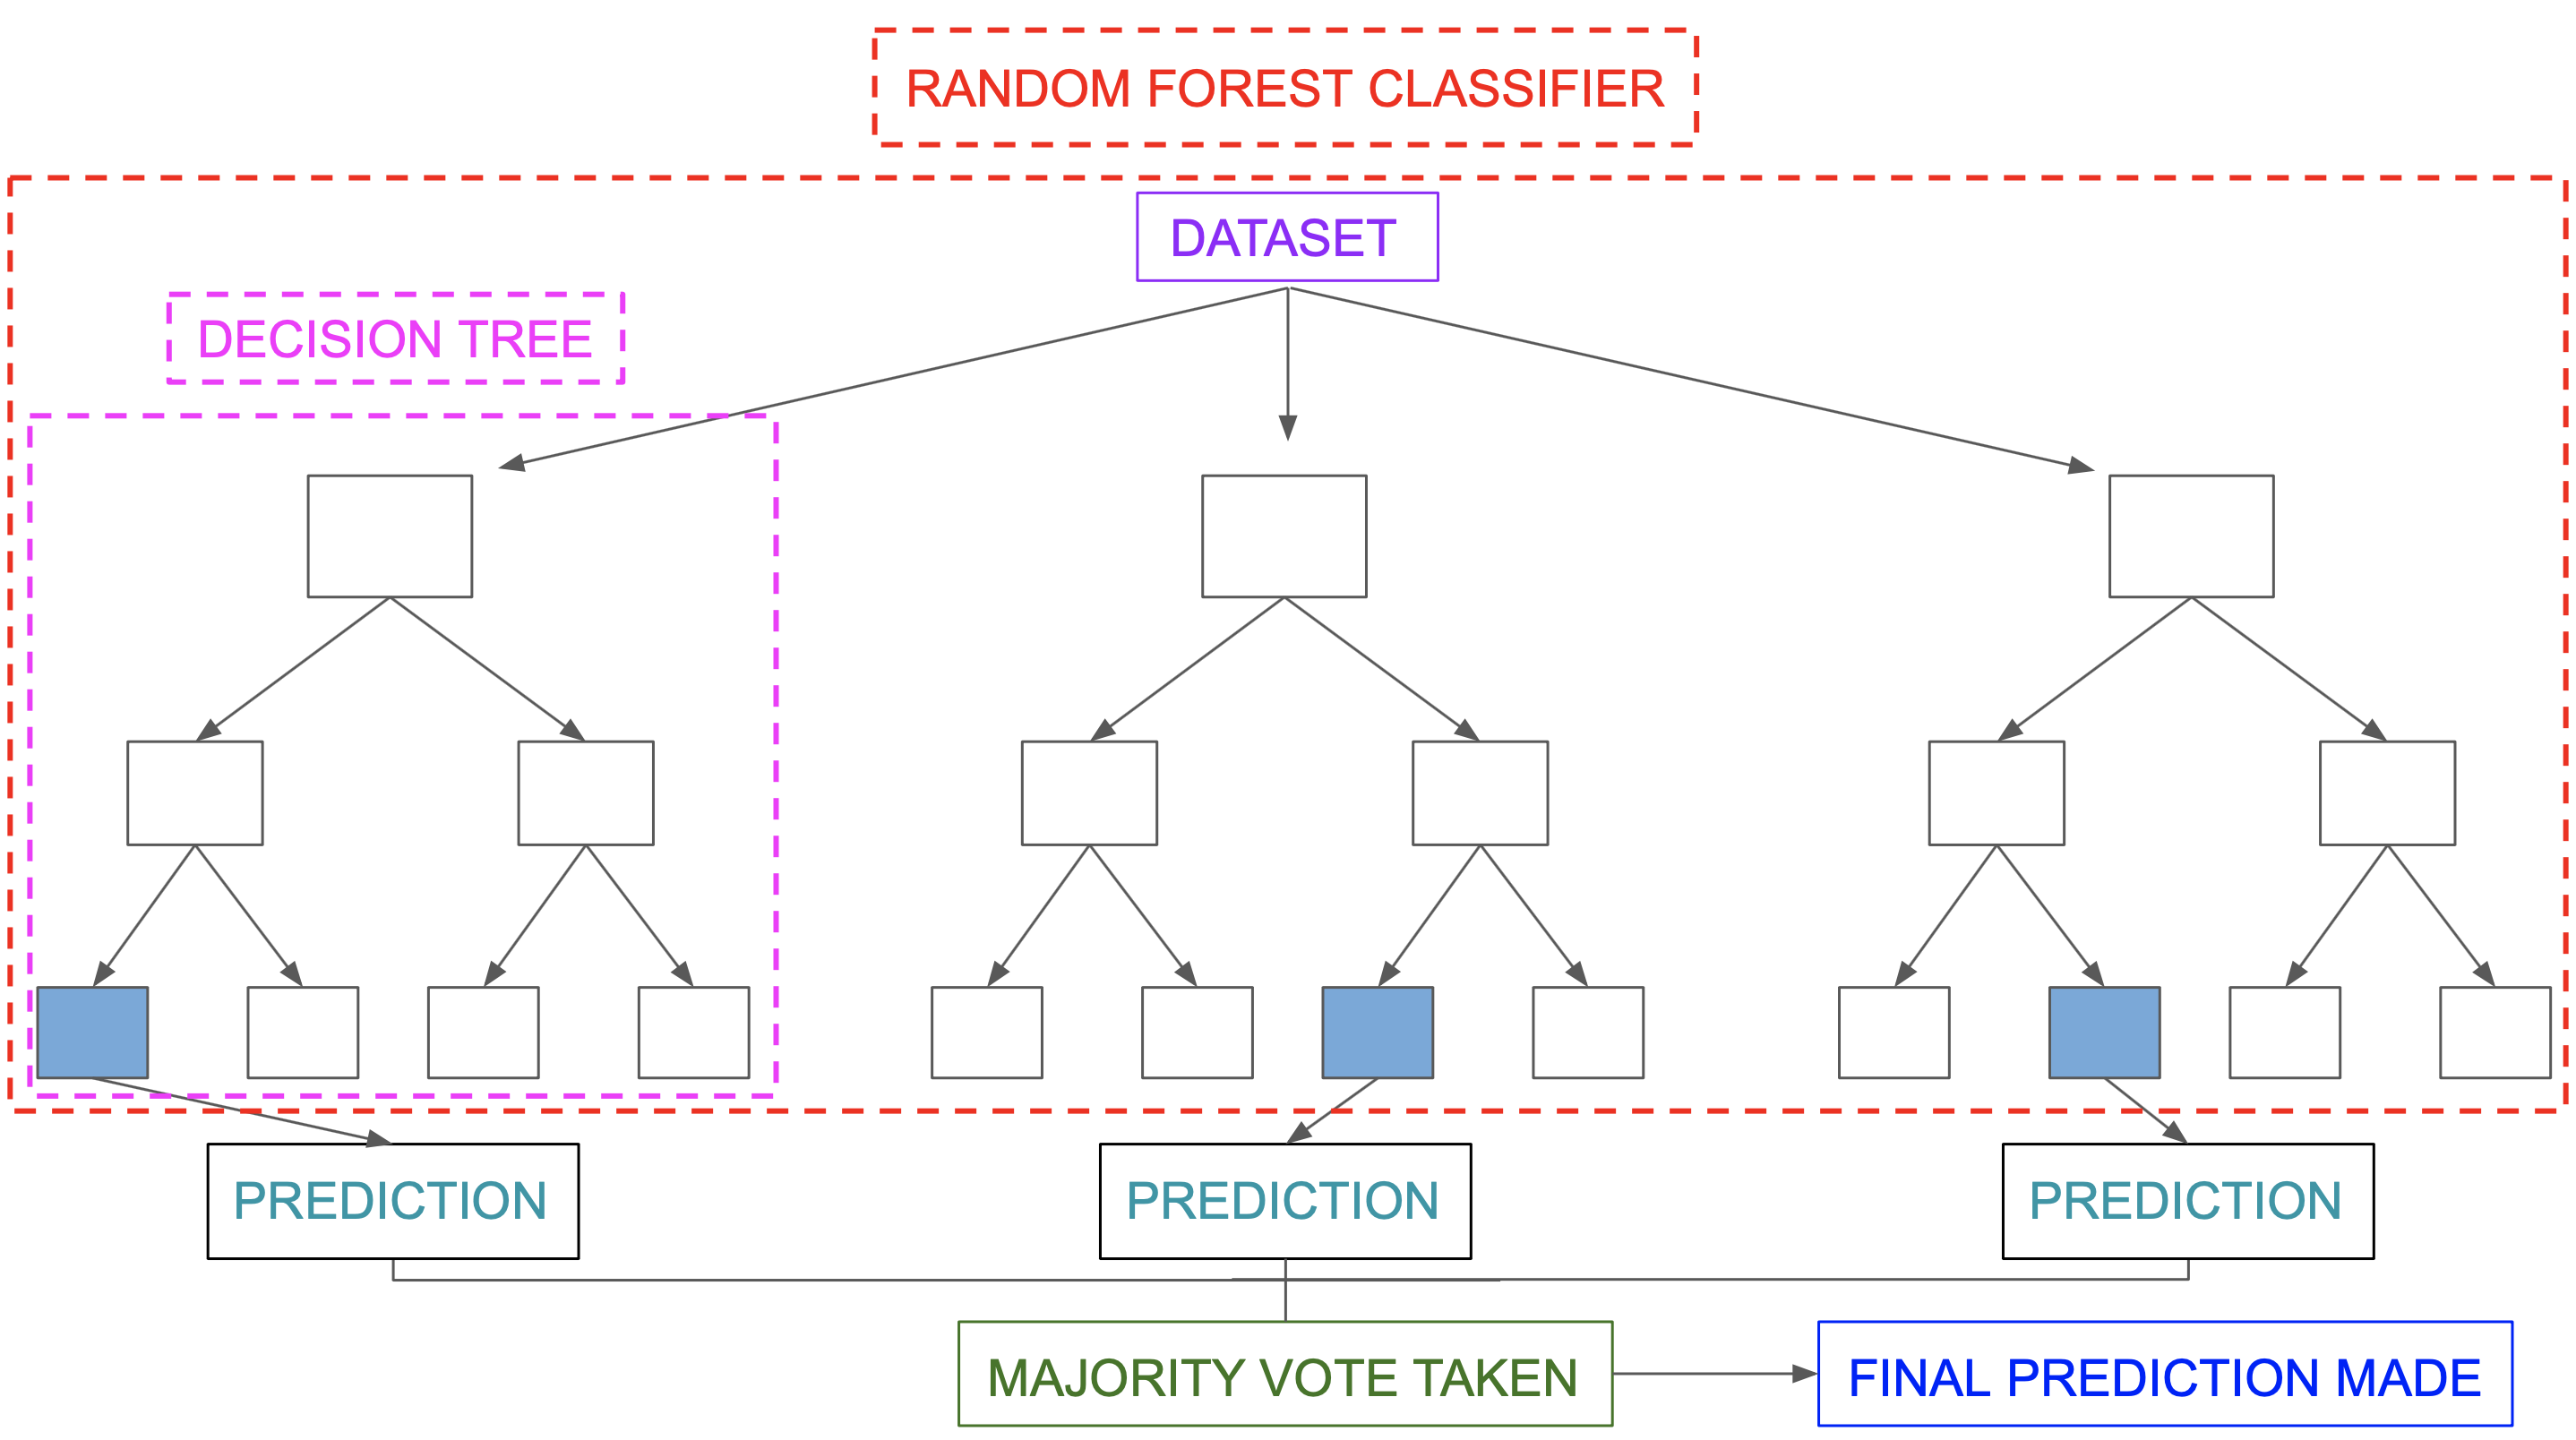 RANDOM FOREST CLASSIFIER
DATASET
DECISION TREE
PREDICTION
PREDICTION
PREDICTION
MAJORITY VOTE TAKEN
FINAL PREDICTION MADE